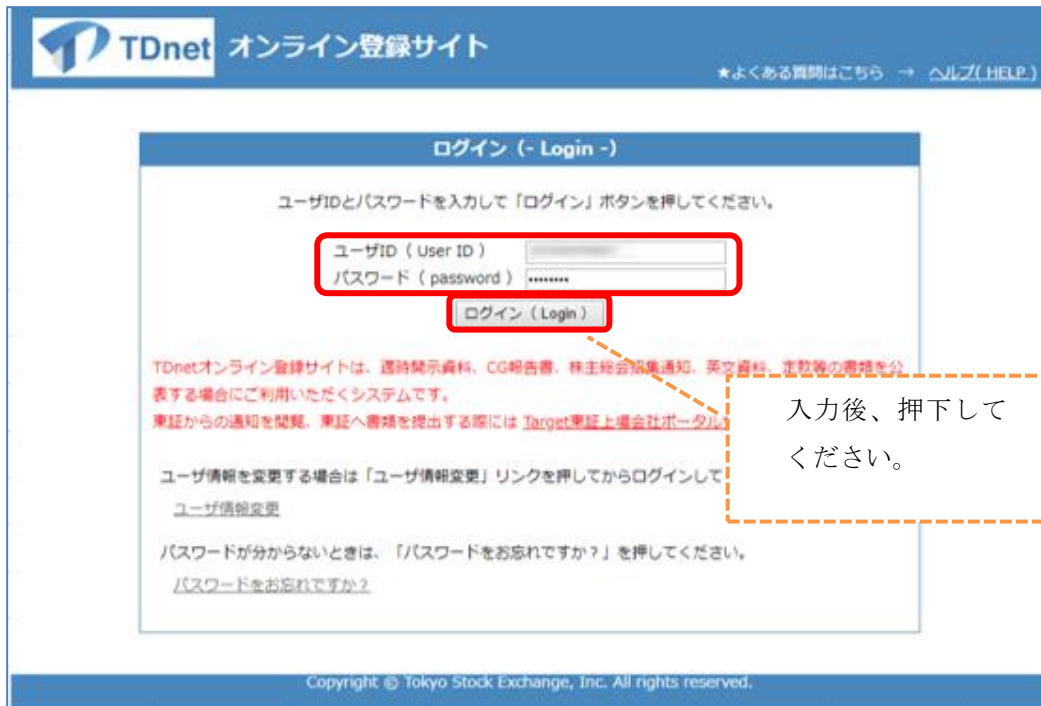 TDnet オンライン登録サイト
★よくある質問はこちら → ヘルプ( HELP )
ログイン (- Login -)
ユーザIDとパスワードを入力して「ログイン」ボタンを押してください。
ユーザID ( User ID )
パスワード ( password ) ••••••••
ログイン ( Login )
TDnetオンライン登録サイトは、適時開示資料、CG報告書、株主総会招集通知、英文資料、定款等の書類を公
表する場合にご利用いただくシステムです。
東証からの通知を閲覧、東証へ書類を提出する際には Target東証上場会社ポータル
入力後、押下して
ください。
ユーザ情報を変更する場合は「ユーザ情報変更」リンクを押してからログインして
ユーザ情報変更
パスワードが分からないときは、「パスワードをお忘れですか？」を押してください。
パスワードをお忘れですか？
Copyright © Tokyo Stock Exchange, Inc. All rights reserved.